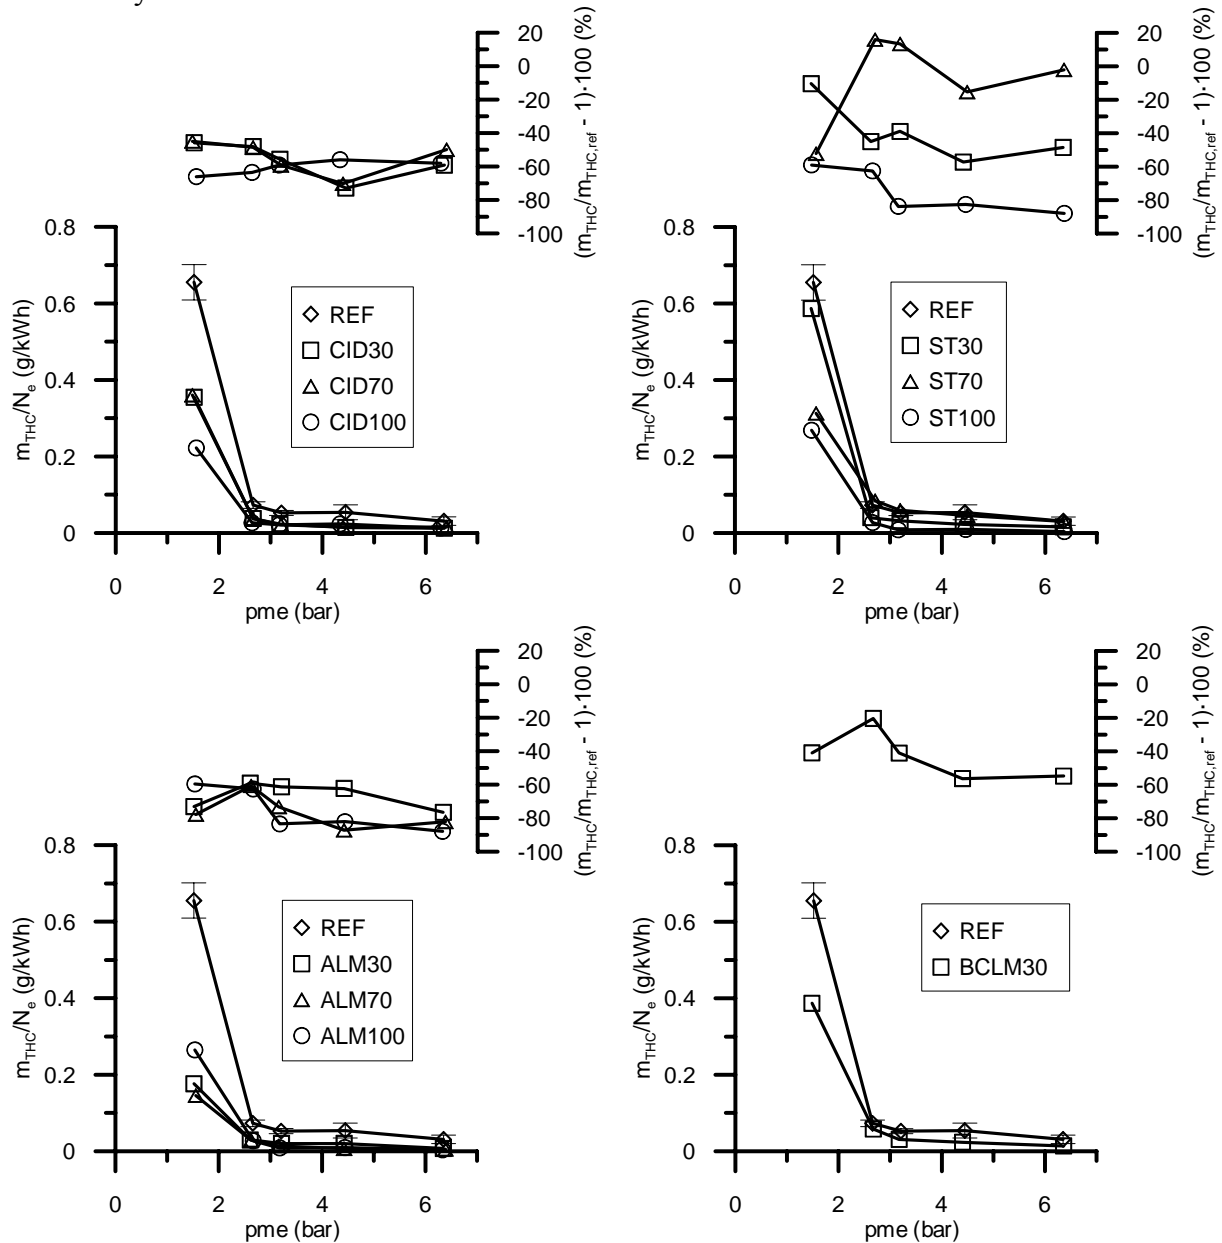 20
0
-20
-40
-60
-80
-100
(m_THC/m_THC,ref - 1)·100 (%)
0.8
0.6
0.4
0.2
0
m_THC/N_e (g/kWh)
REF
CID30
CID70
CID100
0 2 4 6
pme (bar)
20
0
-20
-40
-60
-80
-100
(m_THC/m_THC,ref - 1)·100 (%)
0.8
0.6
0.4
0.2
0
m_THC/N_e (g/kWh)
REF
ST30
ST70
ST100
0 2 4 6
pme (bar)
20
0
-20
-40
-60
-80
-100
(m_THC/m_THC,ref - 1)·100 (%)
0.8
0.6
0.4
0.2
0
m_THC/N_e (g/kWh)
REF
ALM30
ALM70
ALM100
0 2 4 6
pme (bar)
20
0
-20
-40
-60
-80
-100
(m_THC/m_THC,ref - 1)·100 (%)
0.8
0.6
0.4
0.2
0
m_THC/N_e (g/kWh)
REF
BCLM30
0 2 4 6
pme (bar)